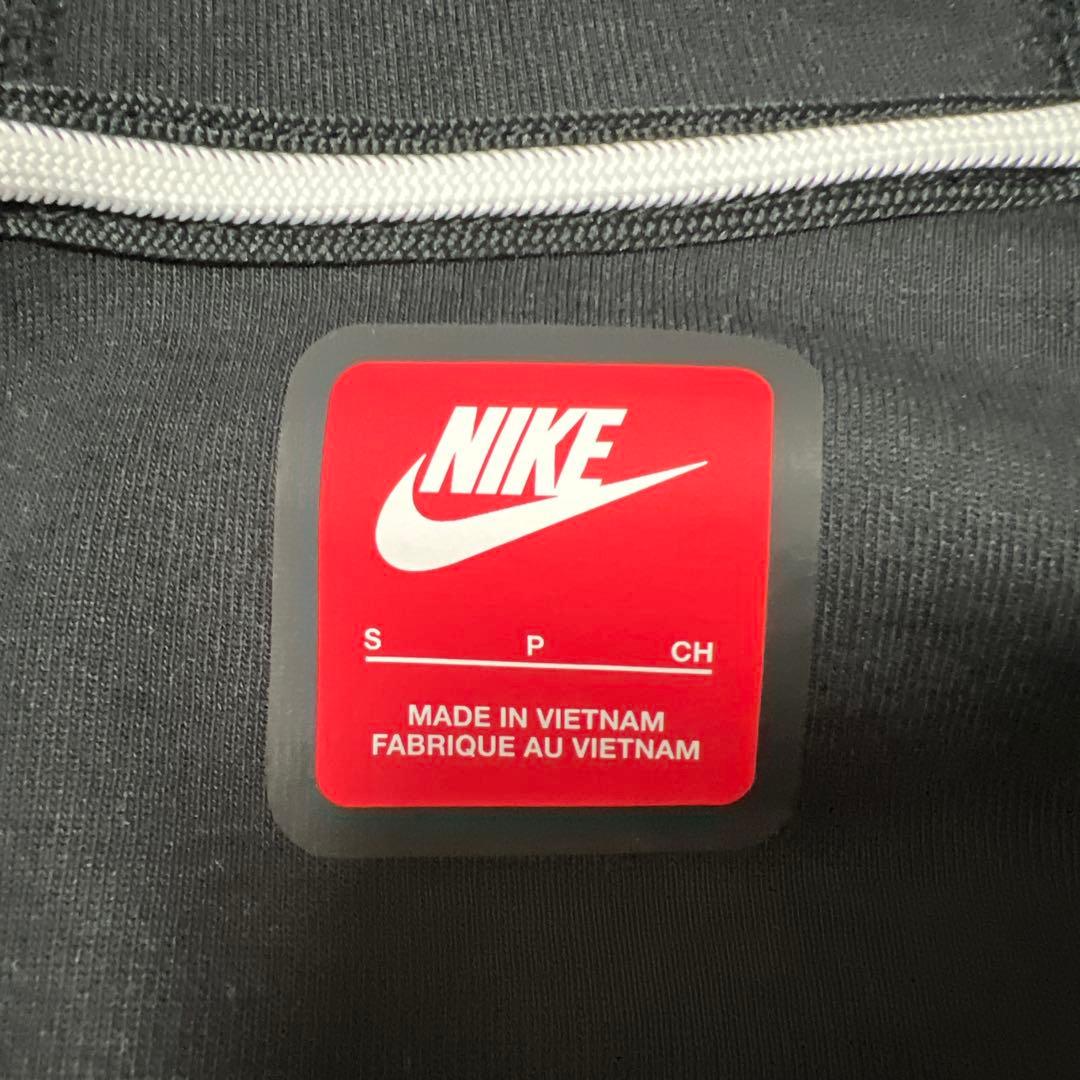 NIKE
S P CH
MADE IN VIETNAM
FABRIQUE AU VIETNAM